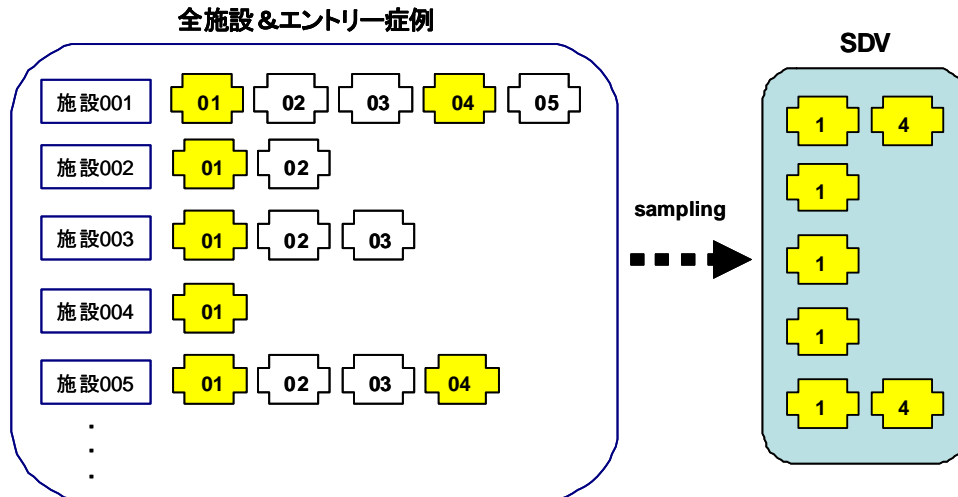 全施設&エントリー症例
施設001 01 02 03 04 05
施設002 01 02
施設003 01 02 03
施設004 01
施設005 01 02 03 04
・
・
・
sampling
SDV
1 4
1
1
1
1 4